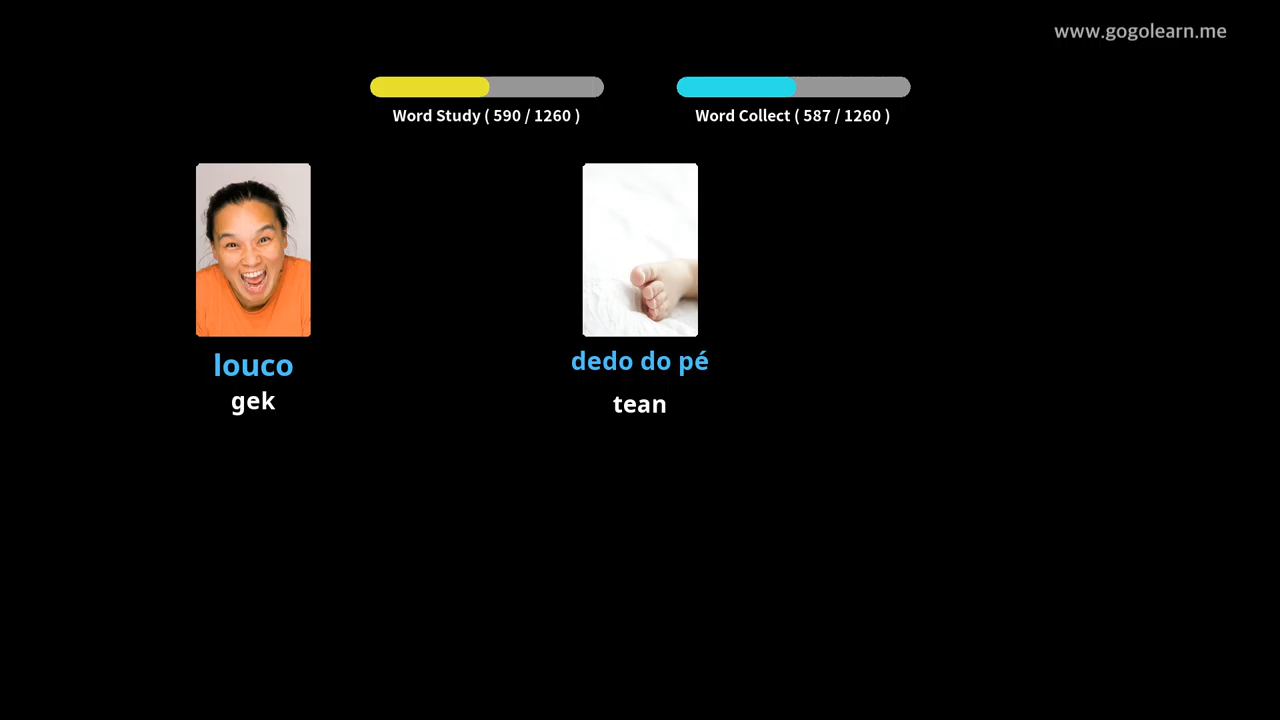 www.gogolearn.me
Word Study ( 590 / 1260 )
Word Collect ( 587 / 1260 )
louco
gek
dedo do pé
tean